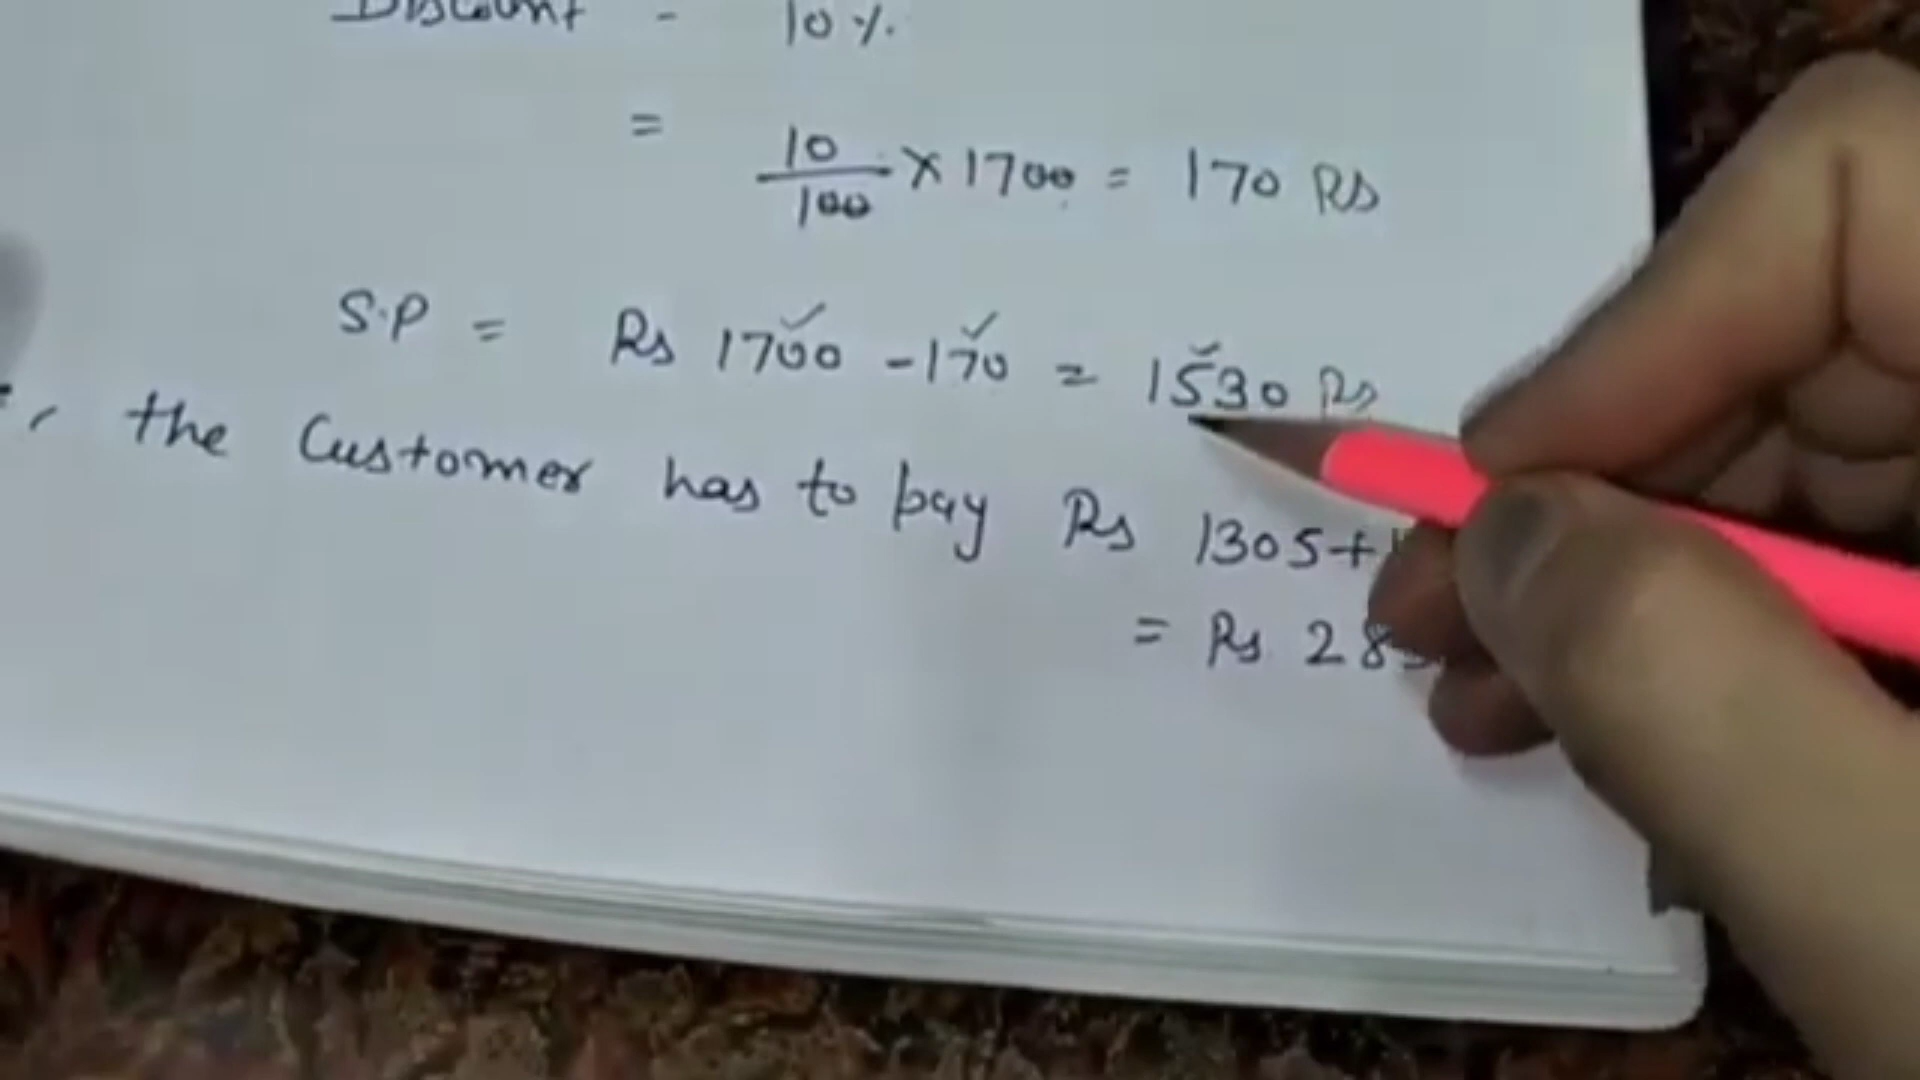 Discount - 10%
= 10/100 × 1700 = 170 Rs
S.P = Rs 1700 - 170 = 1530 Rs
the Customer has to pay Rs 1305+
= Rs 28